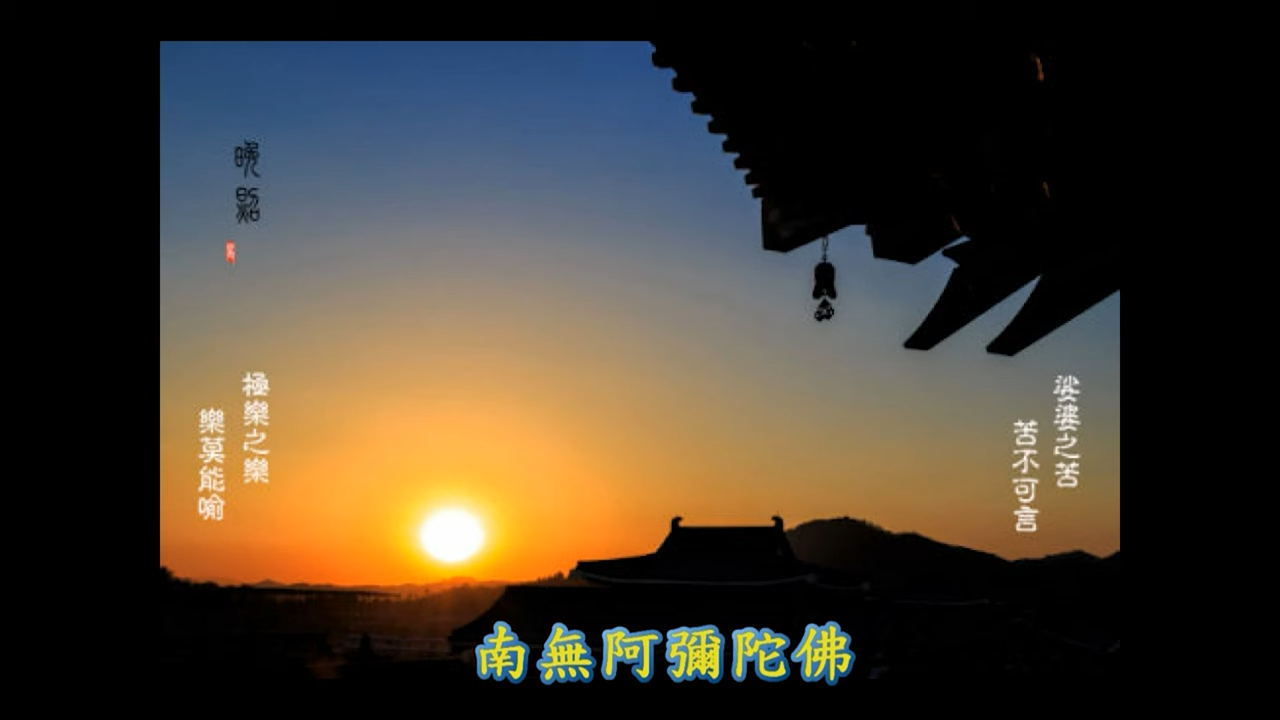 娑婆之苦
苦不可言
晚照
極樂之樂
樂莫能喻
南無阿彌陀佛